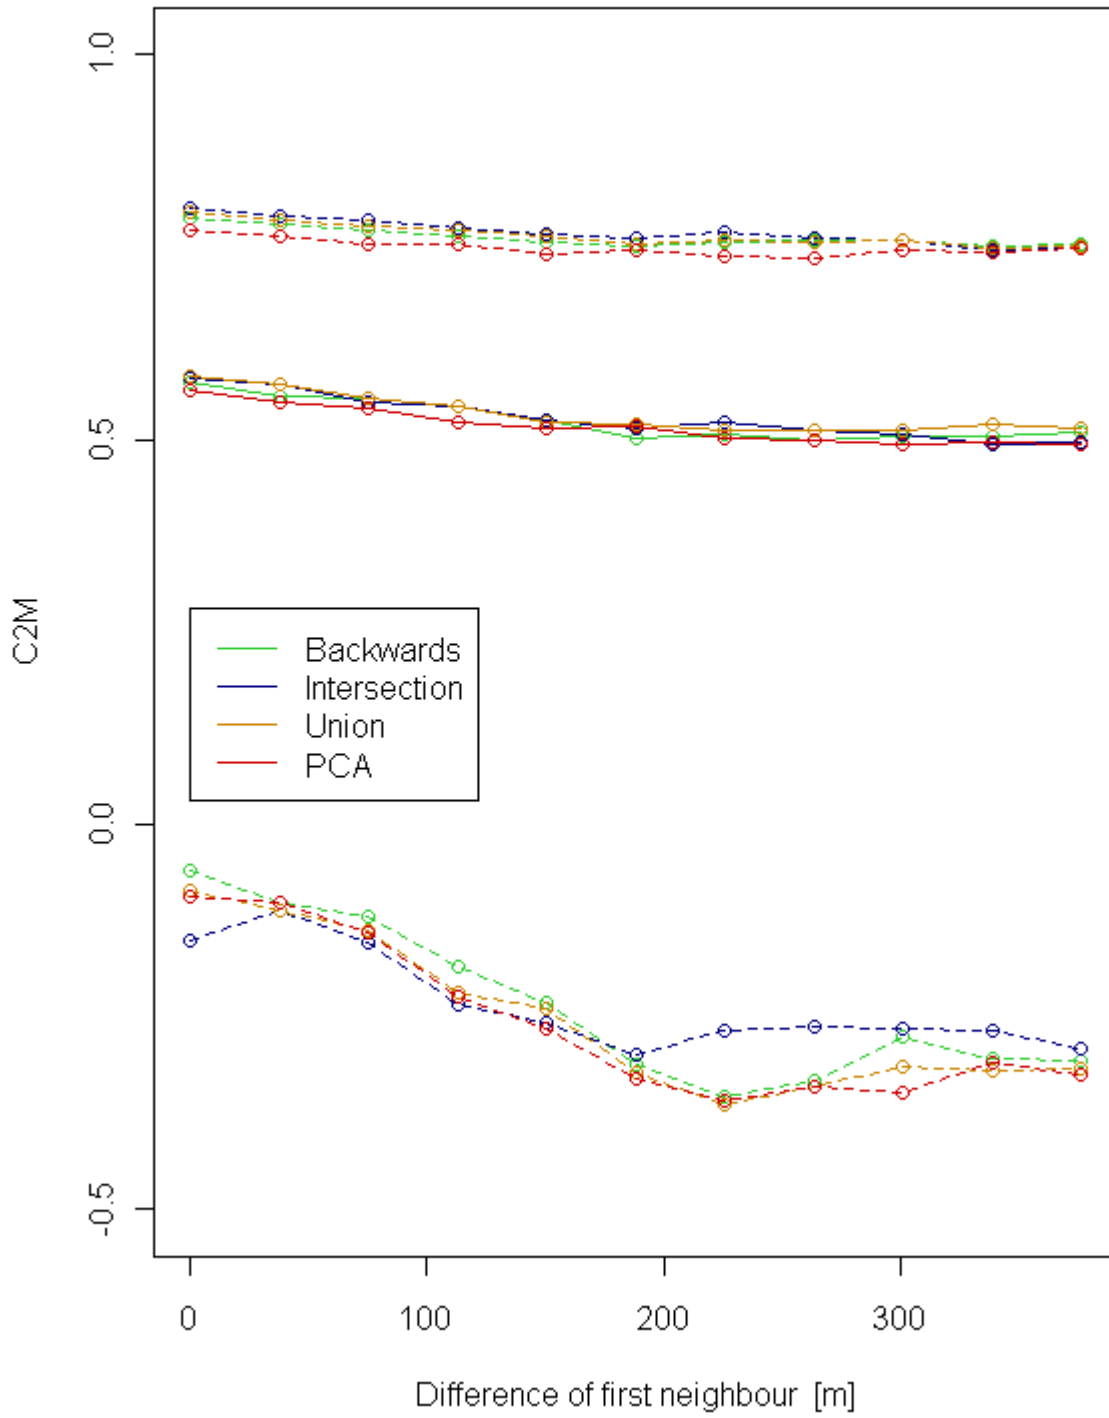 1.0
0.5
0.0
-0.5
C2M
Backwards
Intersection
Union
PCA
0 100 200 300
Difference of first neighbour [m]